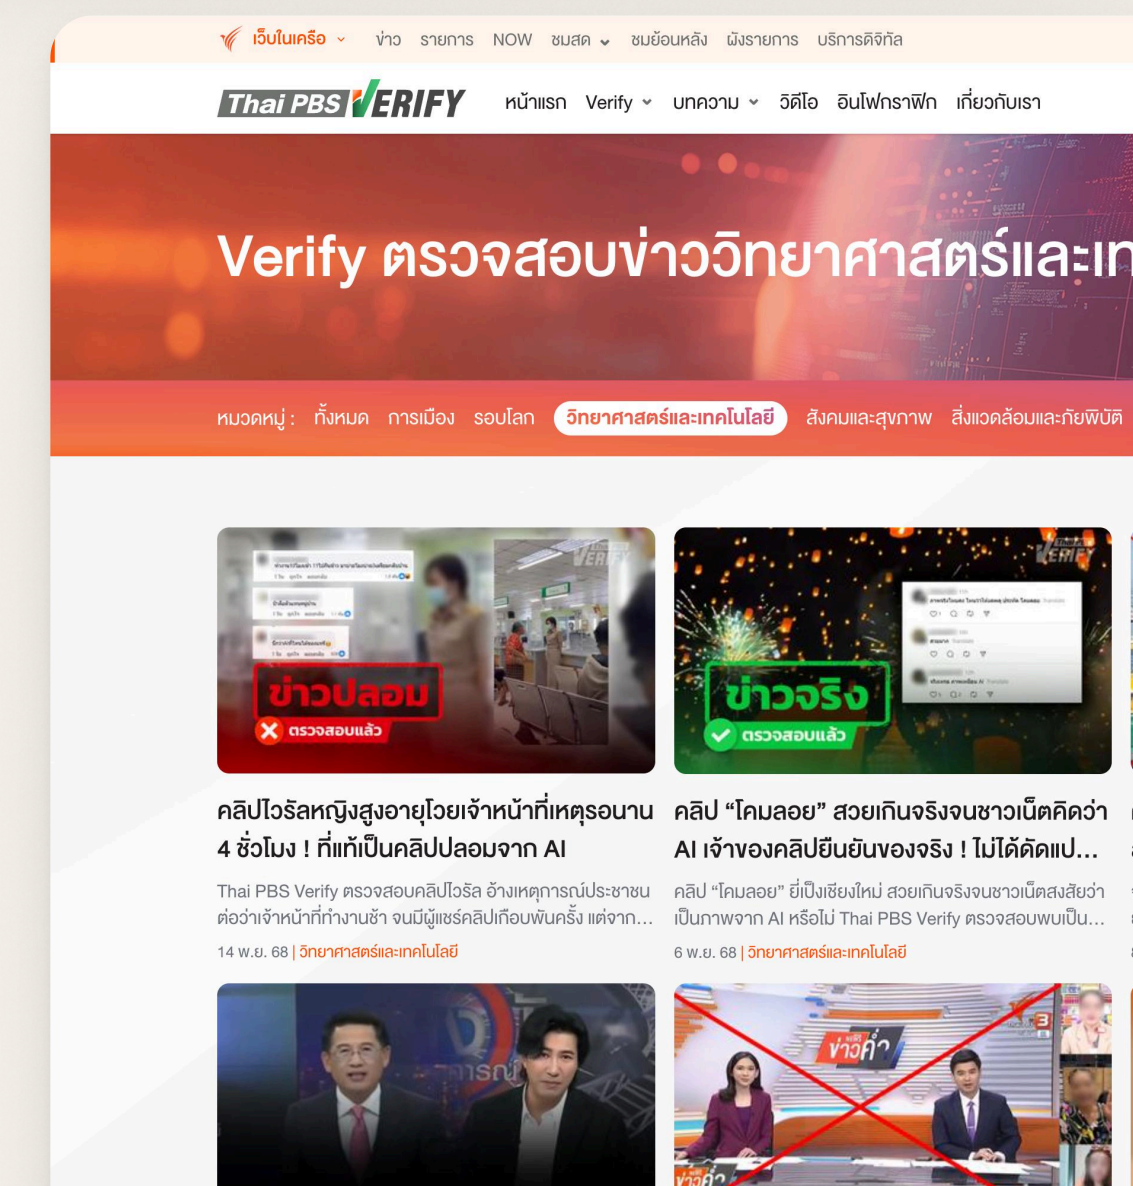 เว็บในเครือ ข่าว รายการ NOW ชมสด ชมย้อนหลัง ผังรายการ บริการดิจิทัล
Thai PBS VERIFY หน้าแรก Verify บทความ วิดีโอ อินโฟกราฟิก เกี่ยวกับเรา
Verify ตรวจสอบข่าววิทยาศาสตร์และเท
หมวดหมู่ : ทั้งหมด การเมือง รอบโลก วิทยาศาสตร์และเทคโนโลยี สังคมและสุขภาพ สิ่งแวดล้อมและภัยพิบัติ
VERIFY
ข่าวปลอม
ตรวจสอบแล้ว
VERIFY
ข่าวจริง
ตรวจสอบแล้ว
คลิปไวรัลหญิงสูงอายุโวยเจ้าหน้าที่เหตุรอนาน
4 ชั่วโมง ! ที่แท้เป็นคลิปปลอมจาก AI
Thai PBS Verify ตรวจสอบคลิปไวรัล อ้างเหตุการณ์ประชาชน
ต่อว่าเจ้าหน้าที่ทำงานช้า จนมีผู้แชร์คลิปเกือบพันครั้ง แต่จาก...
14 พ.ย. 68 | วิทยาศาสตร์และเทคโนโลยี
คลิป “โคมลอย” สวยเกินจริงจนชาวเน็ตคิดว่า
AI เจ้าของคลิปยืนยันของจริง ! ไม่ได้ดัดแป...
คลิป “โคมลอย” ยี่เป็งเชียงใหม่ สวยเกินจริงจนชาวเน็ตสงสัยว่า
เป็นภาพจาก AI หรือไม่ Thai PBS Verify ตรวจสอบพบเป็น...
6 พ.ย. 68 | วิทยาศาสตร์และเทคโนโลยี
ข่าวค่ำ
3
ข่าวค่ำ